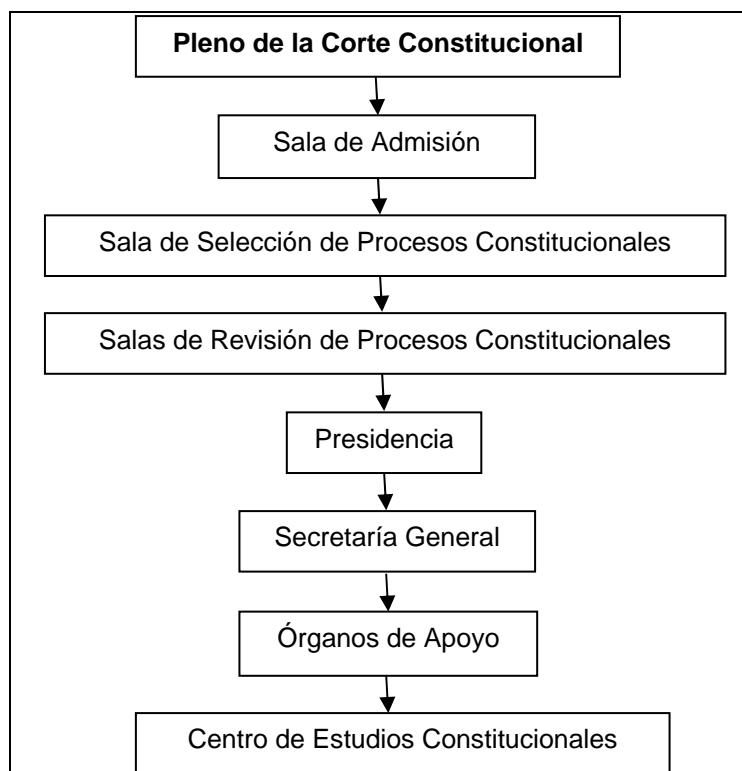 Pleno de la Corte Constitucional
Sala de Admisión
Sala de Selección de Procesos Constitucionales
Salas de Revisión de Procesos Constitucionales
Presidencia
Secretaría General
Órganos de Apoyo
Centro de Estudios Constitucionales